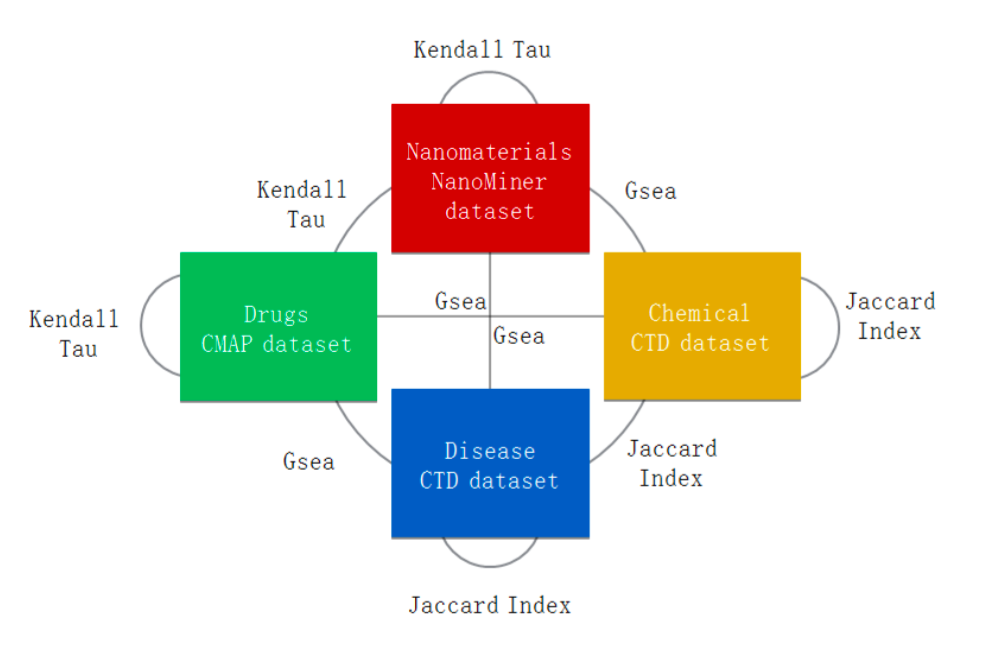 Kendall Tau
Nanomaterials
NanoMiner
dataset
Kendall
Tau
Gsea
Kendall
Tau
Drugs
CMAP dataset
Gsea
Gsea
Chemical
CTD dataset
Jaccard
Index
Gsea
Disease
CTD dataset
Jaccard
Index
Jaccard Index